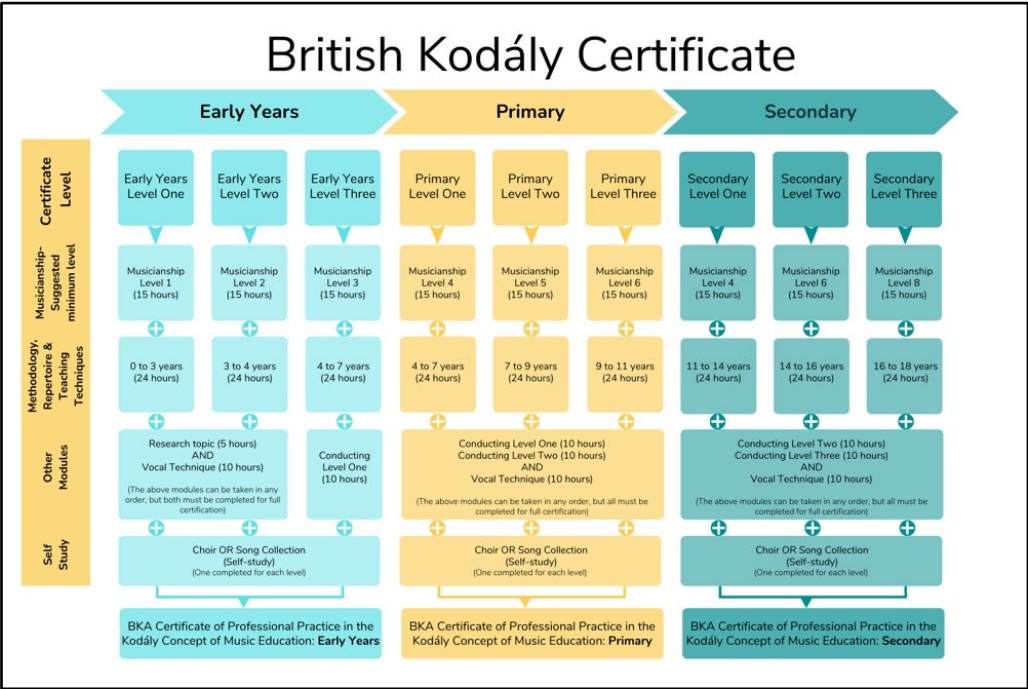 British Kodály Certificate
Early Years
Primary
Secondary
Certificate
Level
Early Years
Level One
Early Years
Level Two
Early Years
Level Three
Primary
Level One
Primary
Level Two
Primary
Level Three
Secondary
Level One
Secondary
Level Two
Secondary
Level Three
Musicianship-
Suggested
minimum level
Musicianship
Level 1
(15 hours)
Musicianship
Level 2
(15 hours)
Musicianship
Level 3
(15 hours)
Musicianship
Level 4
(15 hours)
Musicianship
Level 5
(15 hours)
Musicianship
Level 6
(15 hours)
Musicianship
Level 4
(15 hours)
Musicianship
Level 6
(15 hours)
Musicianship
Level 8
(15 hours)
Methodology,
Repertoire &
Teaching
Techniques
0 to 3 years
(24 hours)
3 to 4 years
(24 hours)
4 to 7 years
(24 hours)
4 to 7 years
(24 hours)
7 to 9 years
(24 hours)
9 to 11 years
(24 hours)
11 to 14 years
(24 hours)
14 to 16 years
(24 hours)
16 to 18 years
(24 hours)
Other
Modules
Research topic (5 hours)
AND
Vocal Technique (10 hours)
(The above modules can be taken in any
order, but both must be completed for full
certification)
Conducting
Level One
(10 hours)
Conducting Level One (10 hours)
Conducting Level Two (10 hours)
AND
Vocal Technique (10 hours)
(The above modules can be taken in any order, but all must be
completed for full certification)
Conducting Level Two (10 hours)
Conducting Level Three (10 hours)
AND
Vocal Technique (10 hours)
(The above modules can be taken in any order, but all must be
completed for full certification)
Self
Study
Choir OR Song Collection
(Self-study)
(One completed for each level)
Choir OR Song Collection
(Self-study)
(One completed for each level)
Choir OR Song Collection
(Self-study)
(One completed for each level)
BKA Certificate of Professional Practice in the
Kodály Concept of Music Education: Early Years
BKA Certificate of Professional Practice in the
Kodály Concept of Music Education: Primary
BKA Certificate of Professional Practice in the
Kodály Concept of Music Education: Secondary